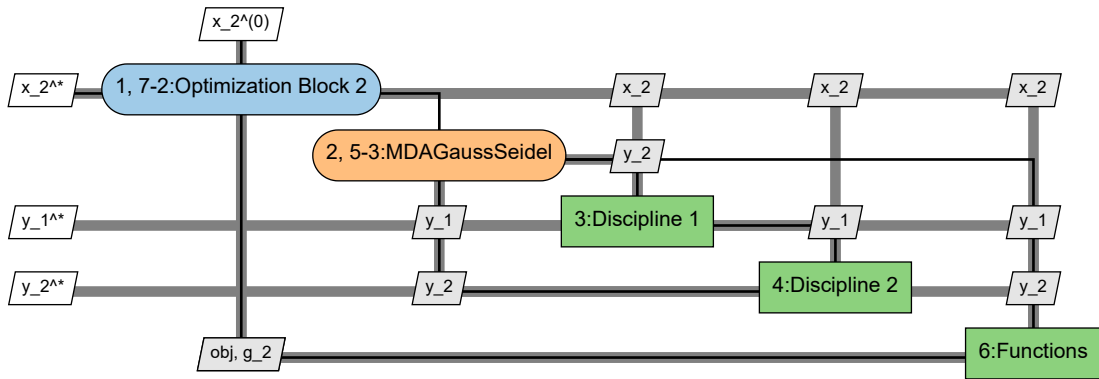 x_2^(0)
x_2^*
1, 7-2:Optimization Block 2
x_2
x_2
x_2
2, 5-3:MDAGaussSeidel
y_2
y_1^*
y_1
3:Discipline 1
y_1
y_1
y_2^*
y_2
4:Discipline 2
y_2
obj, g_2
6:Functions